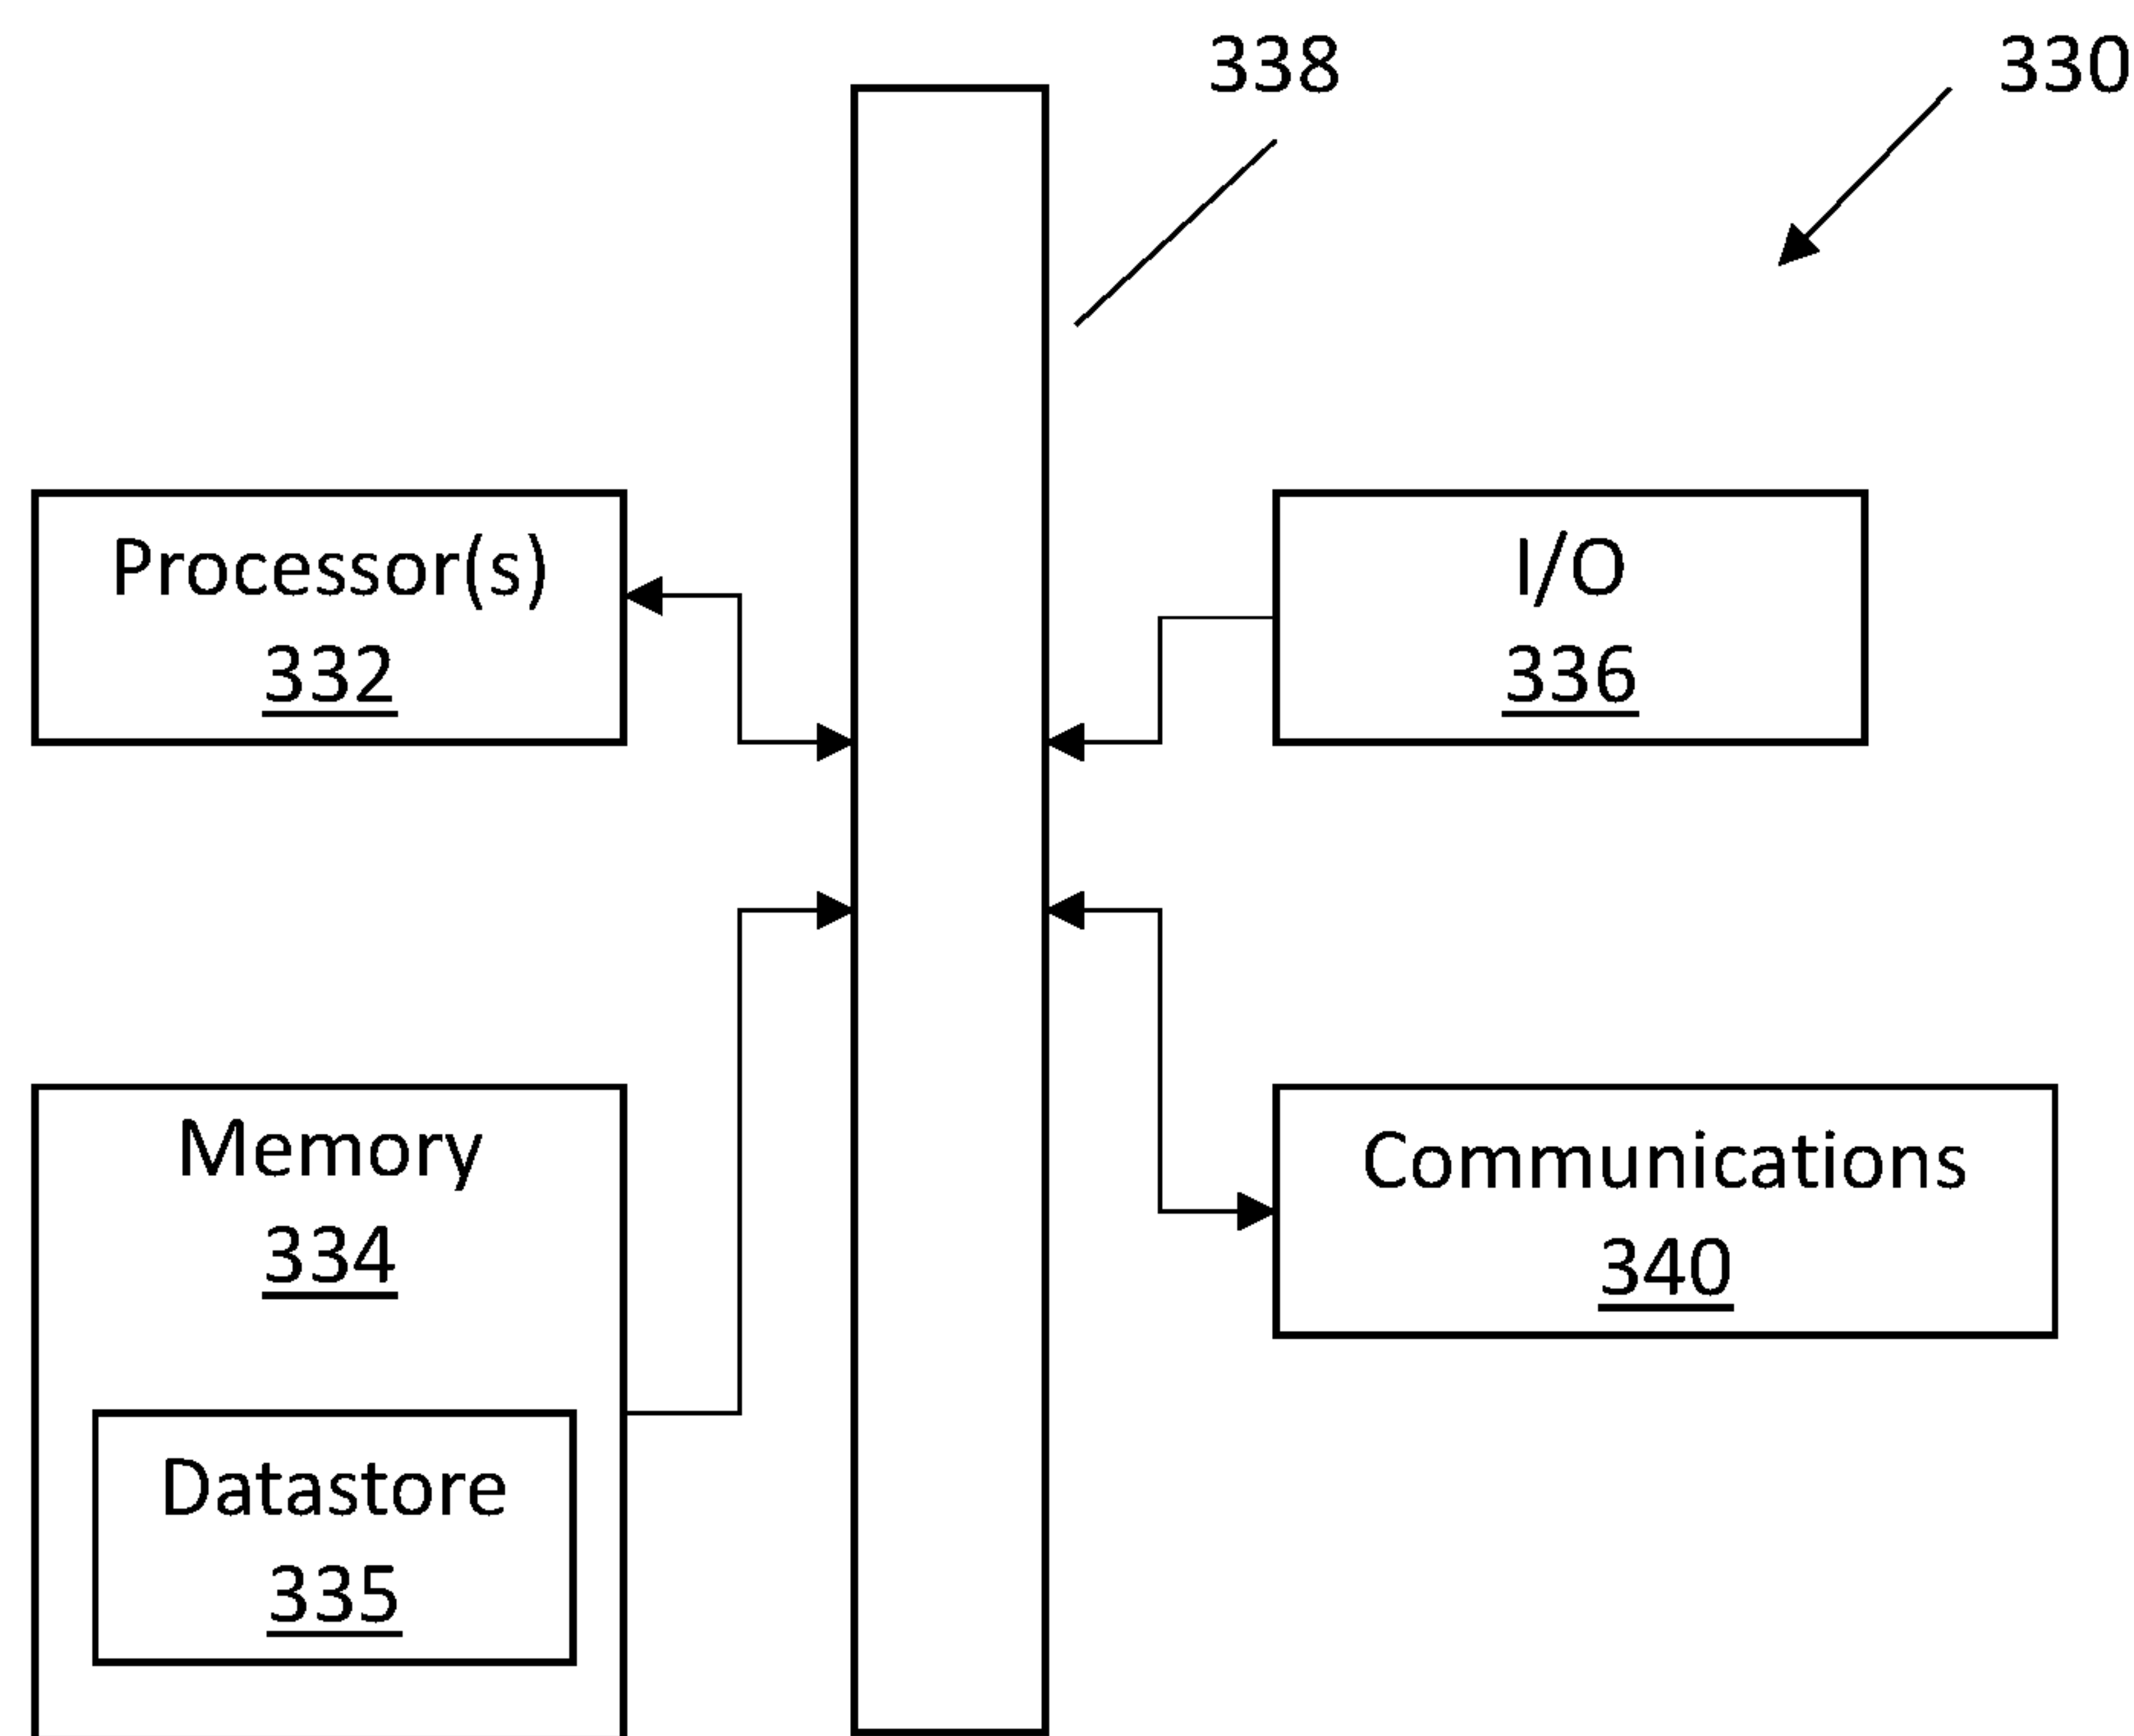 338
330
Processor(s)
332
I/O
336
Memory
334
Communications
340
Datastore
335